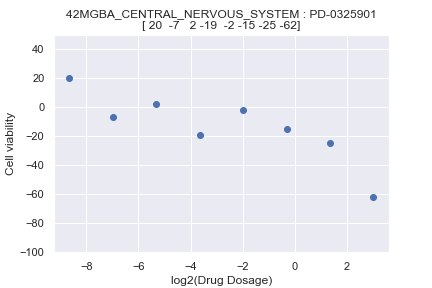 42MGBA_CENTRAL_NERVOUS_SYSTEM : PD-0325901
[ 20  -7   2 -19  -2 -15 -25 -62]
40
20
0
−20
−40
−60
−80
−100
Cell viability
−8 −6 −4 −2 0 2
log2(Drug Dosage)